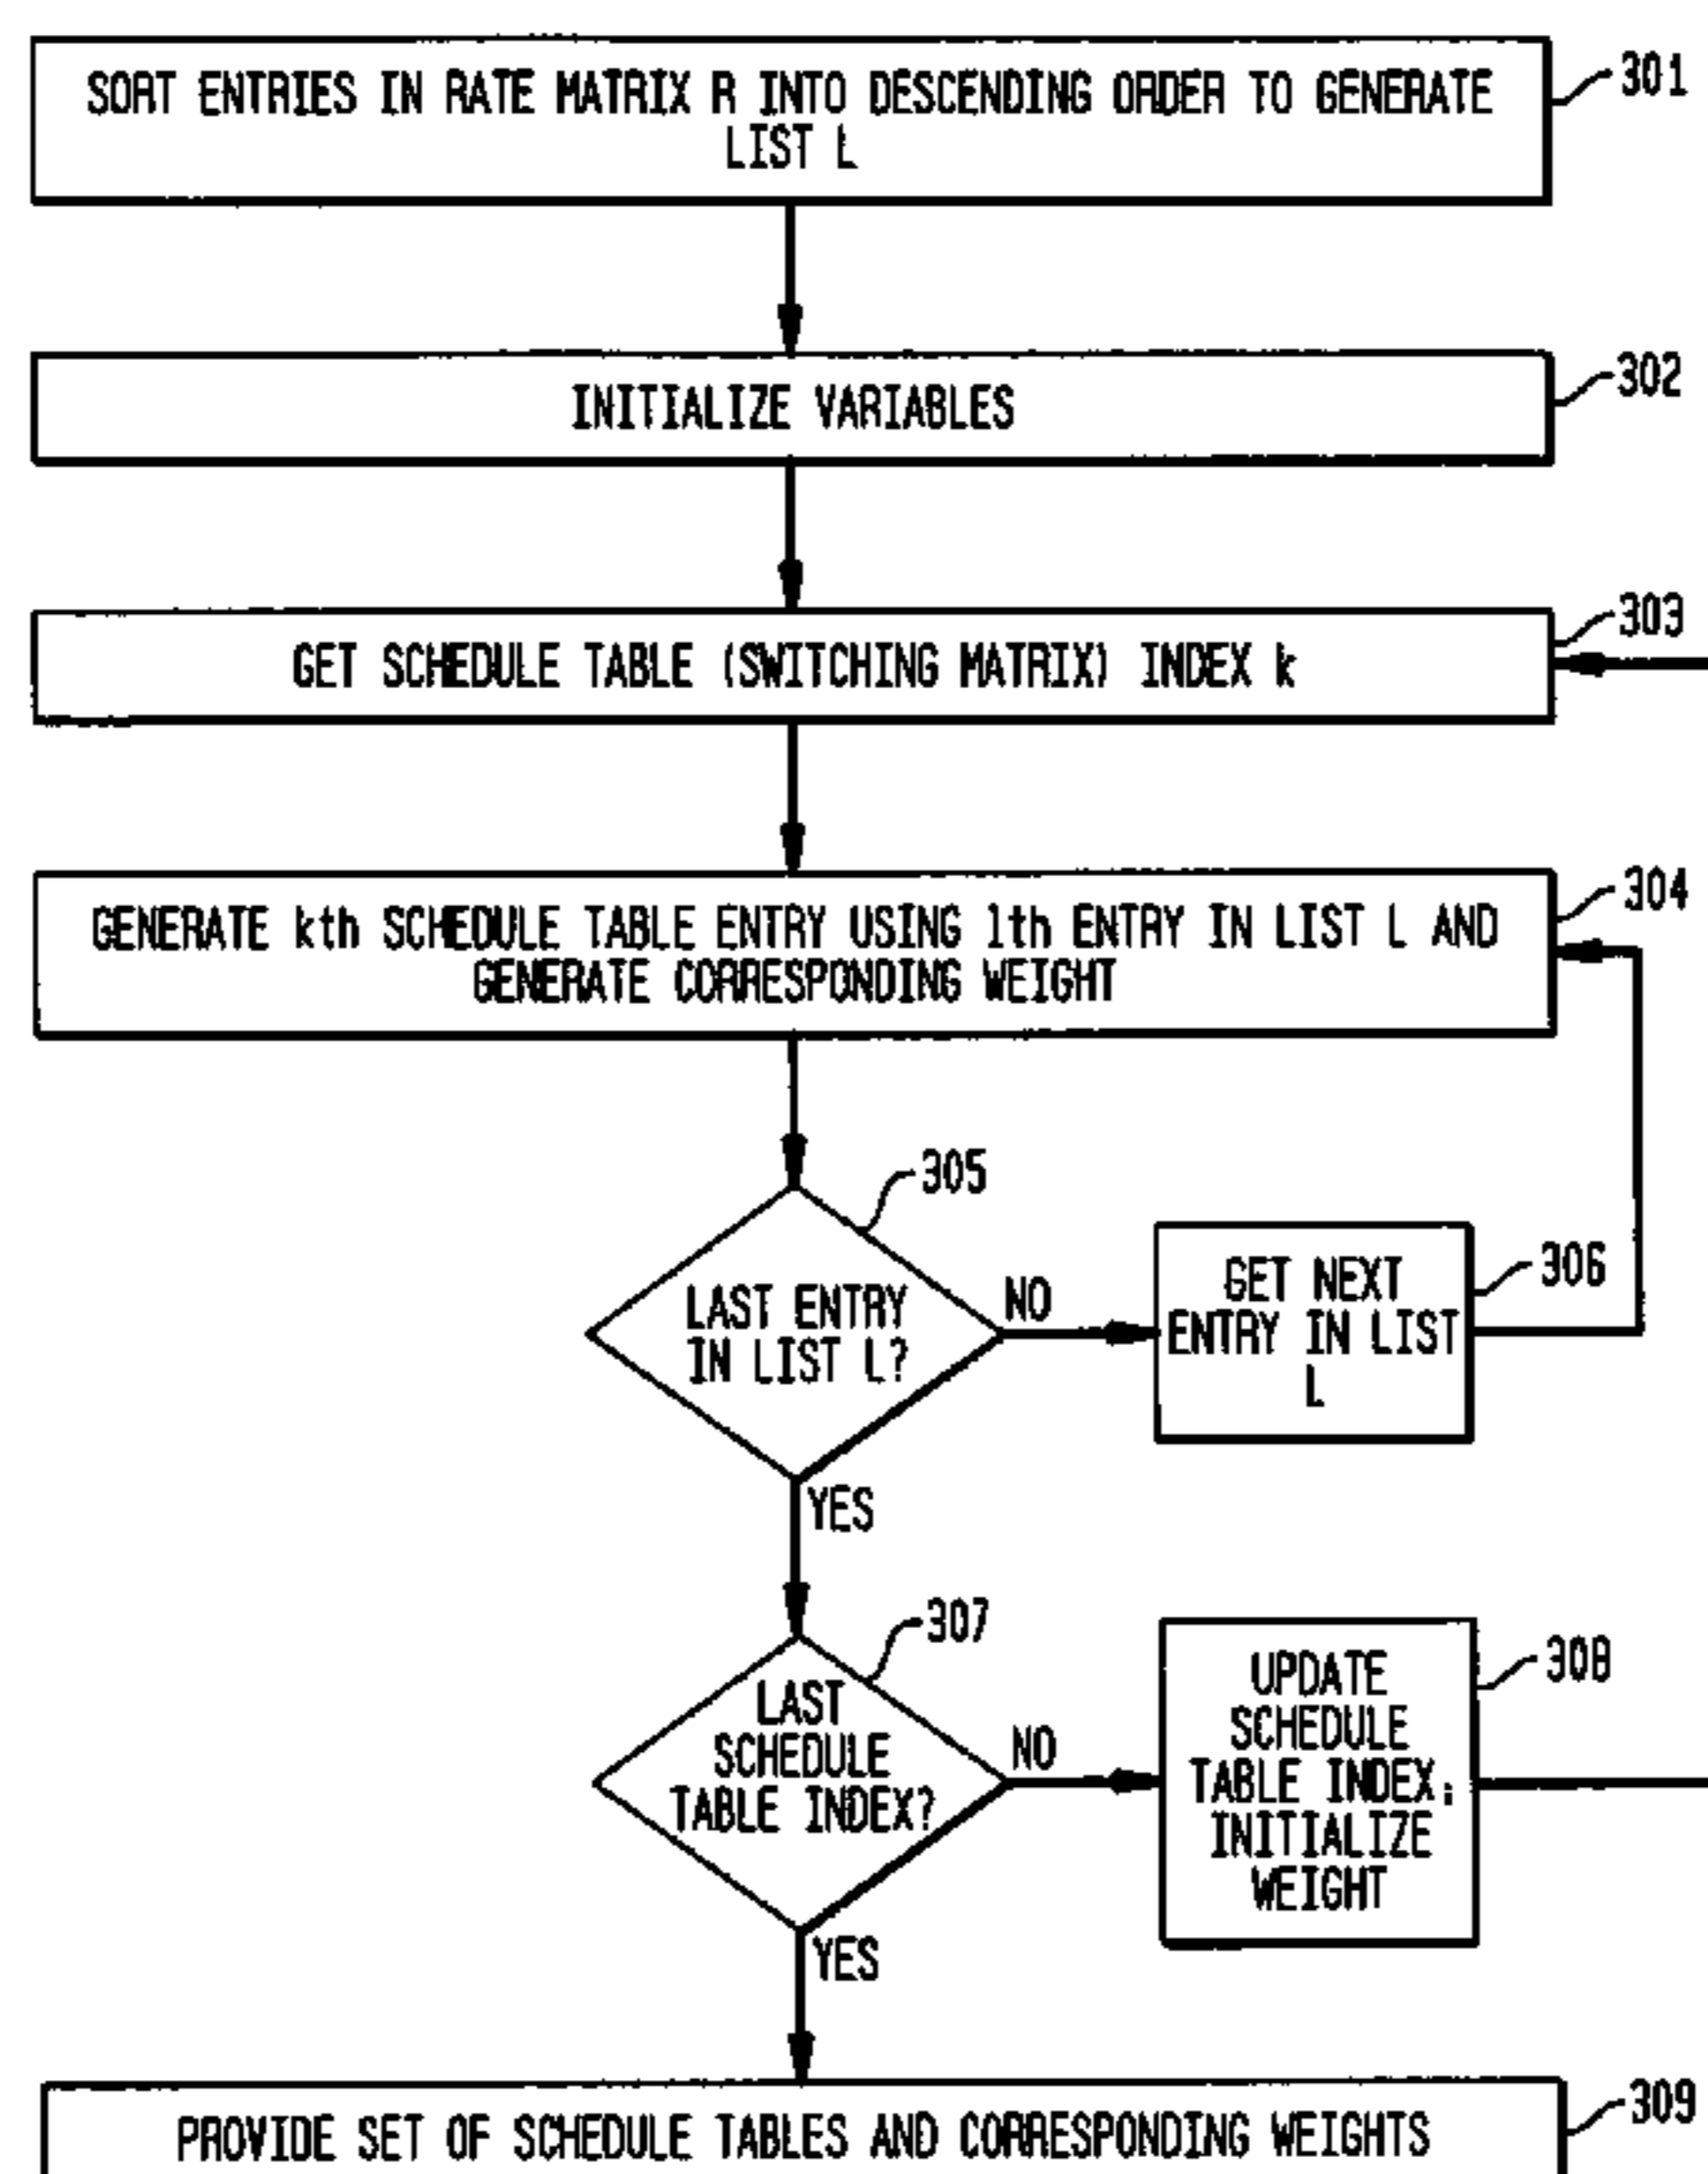 SORT ENTRIES IN RATE MATRIX R INTO DESCENDING ORDER TO GENERATE
LIST L
301
INITIALIZE VARIABLES
302
GET SCHEDULE TABLE (SWITCHING MATRIX) INDEX k
303
GENERATE kth SCHEDULE TABLE ENTRY USING lth ENTRY IN LIST L AND
GENERATE CORRESPONDING WEIGHT
304
305
LAST ENTRY
IN LIST L?
NO
GET NEXT
ENTRY IN LIST
L
306
YES
307
LAST
SCHEDULE
TABLE INDEX?
NO
UPDATE
SCHEDULE
TABLE INDEX;
INITIALIZE
WEIGHT
308
YES
PROVIDE SET OF SCHEDULE TABLES AND CORRESPONDING WEIGHTS
309